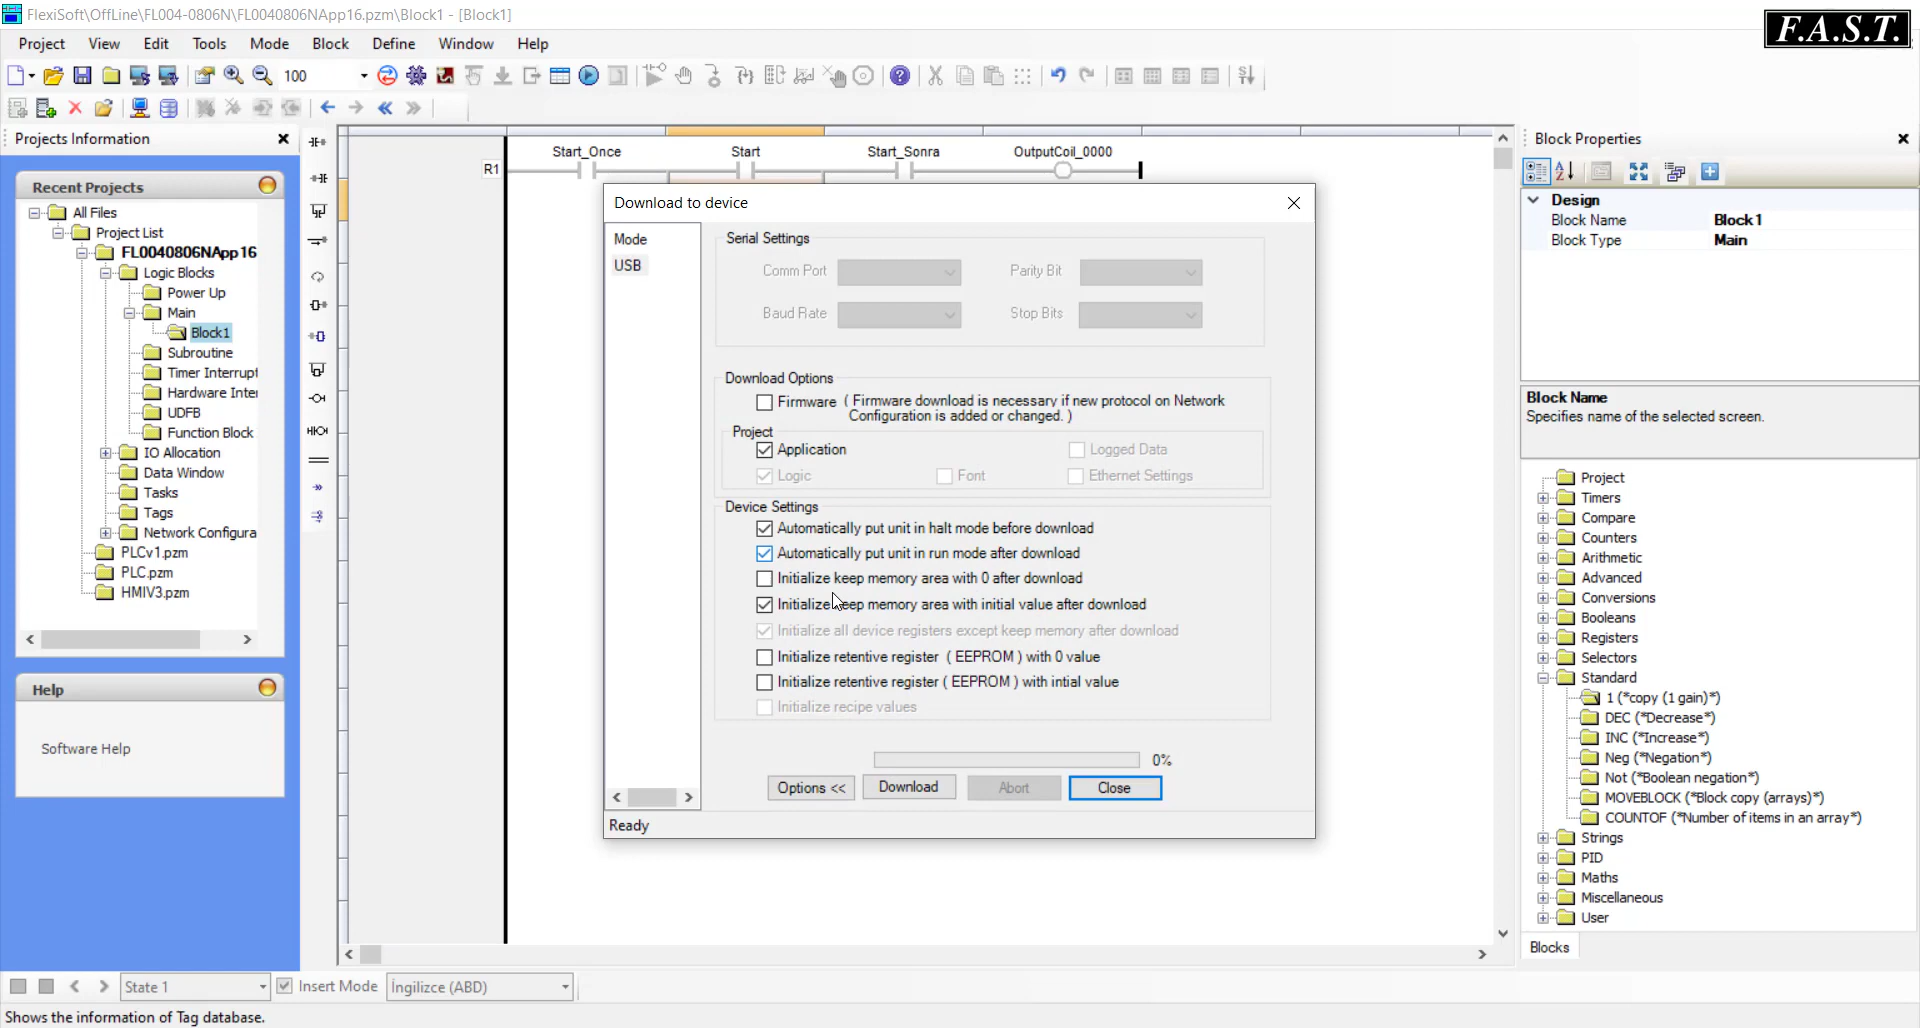 FlexiSoft\OffLine\FL004-0806N\FL0040806NApp16.pzm\Block1 - [Block1]
F.A.S.T.
Project View Edit Tools Mode Block Define Window Help
100
Projects Information
Recent Projects
All Files
Project List
FL0040806NApp16
Logic Blocks
Power Up
Main
Block1
Subroutine
Timer Interrupt
Hardware Inte
UDFB
Function Block
IO Allocation
Data Window
Tasks
Tags
Network Configura
PLCv1.pzm
PLC.pzm
HMIV3.pzm
Help
Software Help
Start_Once Start Start_Sonra OutputCoil_0000
R1
Download to device
Mode
USB
Serial Settings
Comm Port Parity Bit
Baud Rate Stop Bits
Download Options
Firmware ( Firmware download is necessary if new protocol on Network
Configuration is added or changed. )
Project
Application Logged Data
Logic Font Ethernet Settings
Device Settings
Automatically put unit in halt mode before download
Automatically put unit in run mode after download
Initialize keep memory area with 0 after download
Initialize keep memory area with initial value after download
Initialize all device registers except keep memory after download
Initialize retentive register ( EEPROM ) with 0 value
Initialize retentive register ( EEPROM ) with intial value
Initialize recipe values
0%
Options << Download Abort Close
Ready
Block Properties
Design
Block Name Block1
Block Type Main
Block Name
Specifies name of the selected screen.
Project
Timers
Compare
Counters
Arithmetic
Advanced
Conversions
Booleans
Registers
Selectors
Standard
1 (*copy (1 gain)*)
DEC (*Decrease*)
INC (*Increase*)
Neg (*Negation*)
Not (*Boolean negation*)
MOVEBLOCK (*Block copy (arrays)*)
COUNTOF (*Number of items in an array*)
Strings
PID
Maths
Miscellaneous
User
Blocks
State 1 Insert Mode İngilizce (ABD)
Shows the information of Tag database.